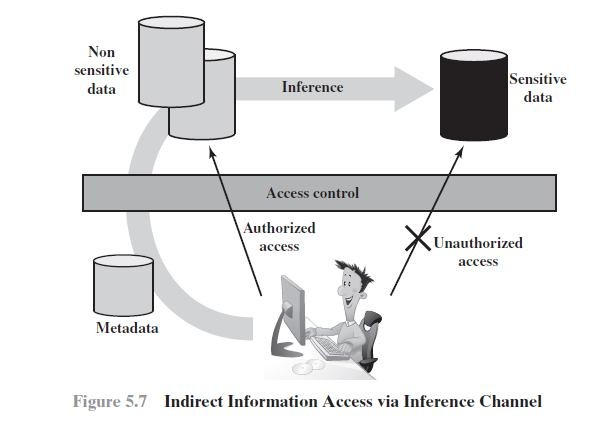 Non
sensitive
data
Inference
Sensitive
data
Access control
Authorized
access
Unauthorized
access
Metadata
Figure 5.7 Indirect Information Access via Inference Channel